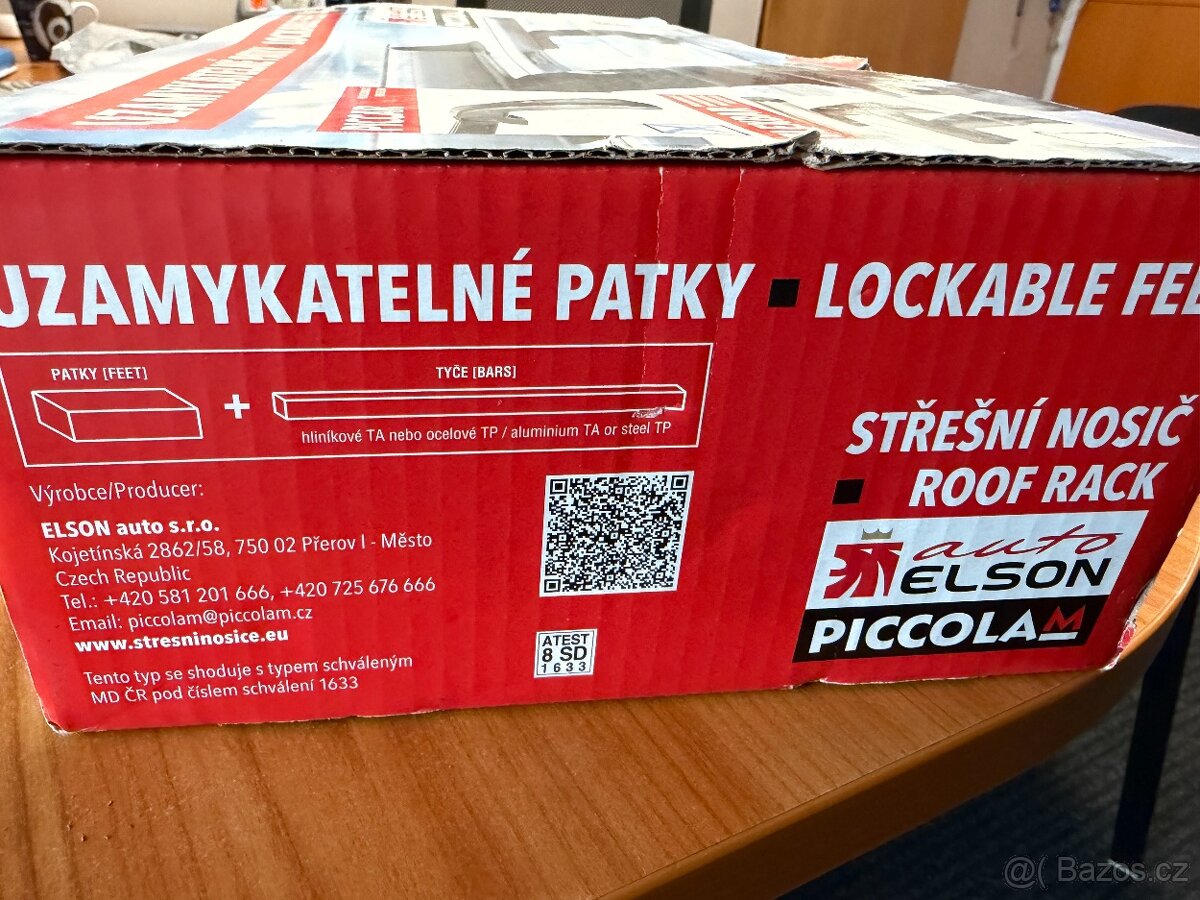 UZAMYKATELNÉ
PICCOLA
UZAMYKATELNÉ PATKY ■ LOCKABLE FEE
PATKY [FEET]
+
TYČE [BARS]
hliníkové TA nebo ocelové TP / aluminium TA or steel TP
STŘEŠNÍ NOSIČ
■ ROOF RACK
Výrobce/Producer:
ELSON auto s.r.o.
Kojetínská 2862/58, 750 02 Přerov I - Město
Czech Republic
Tel.: +420 581 201 666, +420 725 676 666
Email: piccolam@piccolam.cz
www.stresninosice.eu
Tento typ se shoduje s typem schváleným
MD ČR pod číslem schválení 1633
ATEST
8 SD
1633
auto
ELSON
PICCOLAM
@( Bazos.cz